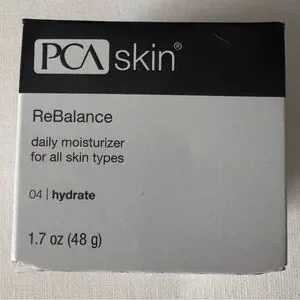 PCA skin®
ReBalance
daily moisturizer
for all skin types
04 | hydrate
1.7 oz (48 g)